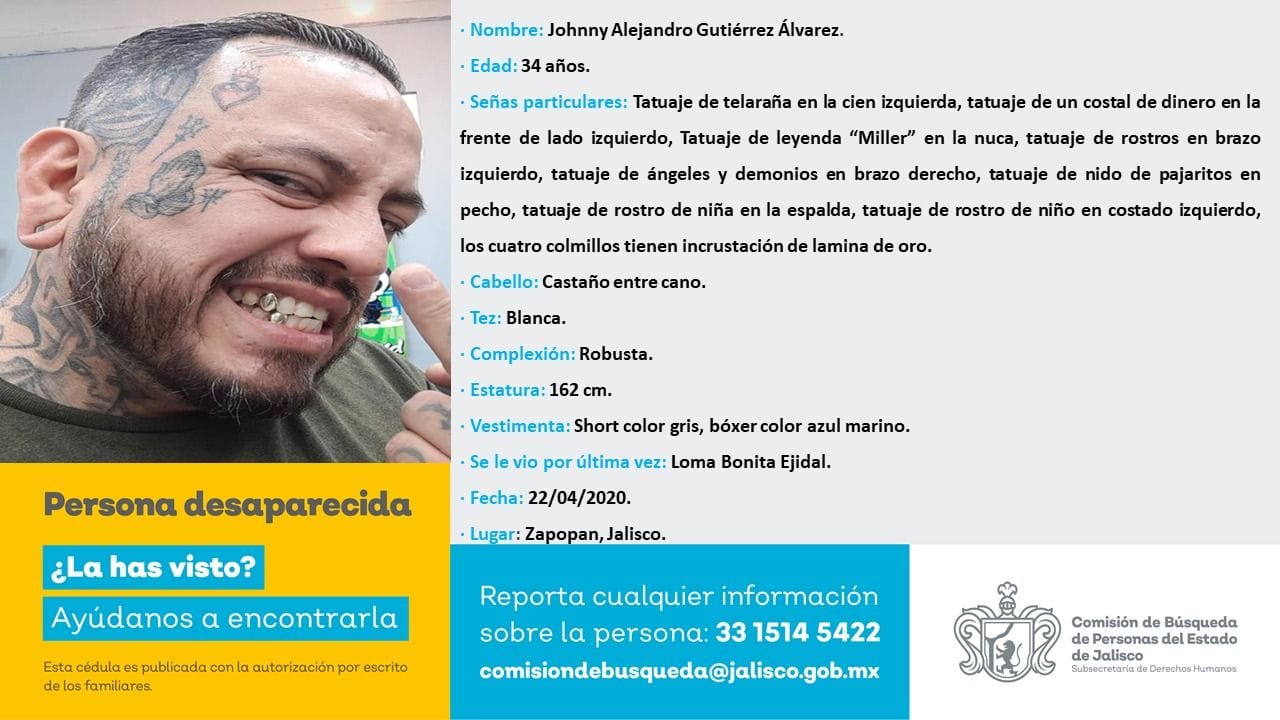 · Nombre: Johnny Alejandro Gutiérrez Álvarez.
· Edad: 34 años.
· Señas particulares: Tatuaje de telaraña en la cien izquierda, tatuaje de un costal de dinero en la
frente de lado izquierdo, Tatuaje de leyenda “Miller” en la nuca, tatuaje de rostros en brazo
izquierdo, tatuaje de ángeles y demonios en brazo derecho, tatuaje de nido de pajaritos en
pecho, tatuaje de rostro de niña en la espalda, tatuaje de rostro de niño en costado izquierdo,
los cuatro colmillos tienen incrustación de lamina de oro.
· Cabello: Castaño entre cano.
· Tez: Blanca.
· Complexión: Robusta.
· Estatura: 162 cm.
· Vestimenta: Short color gris, bóxer color azul marino.
· Se le vio por última vez: Loma Bonita Ejidal.
· Fecha: 22/04/2020.
· Lugar: Zapopan, Jalisco.
Persona desaparecida
¿La has visto?
Ayúdanos a encontrarla
Esta cédula es publicada con la autorización por escrito
de los familiares.
Reporta cualquier información
sobre la persona: 33 1514 5422
comisiondebusqueda@jalisco.gob.mx
Comisión de Búsqueda
de Personas del Estado
de Jalisco
Subsecretaría de Derechos Humanos